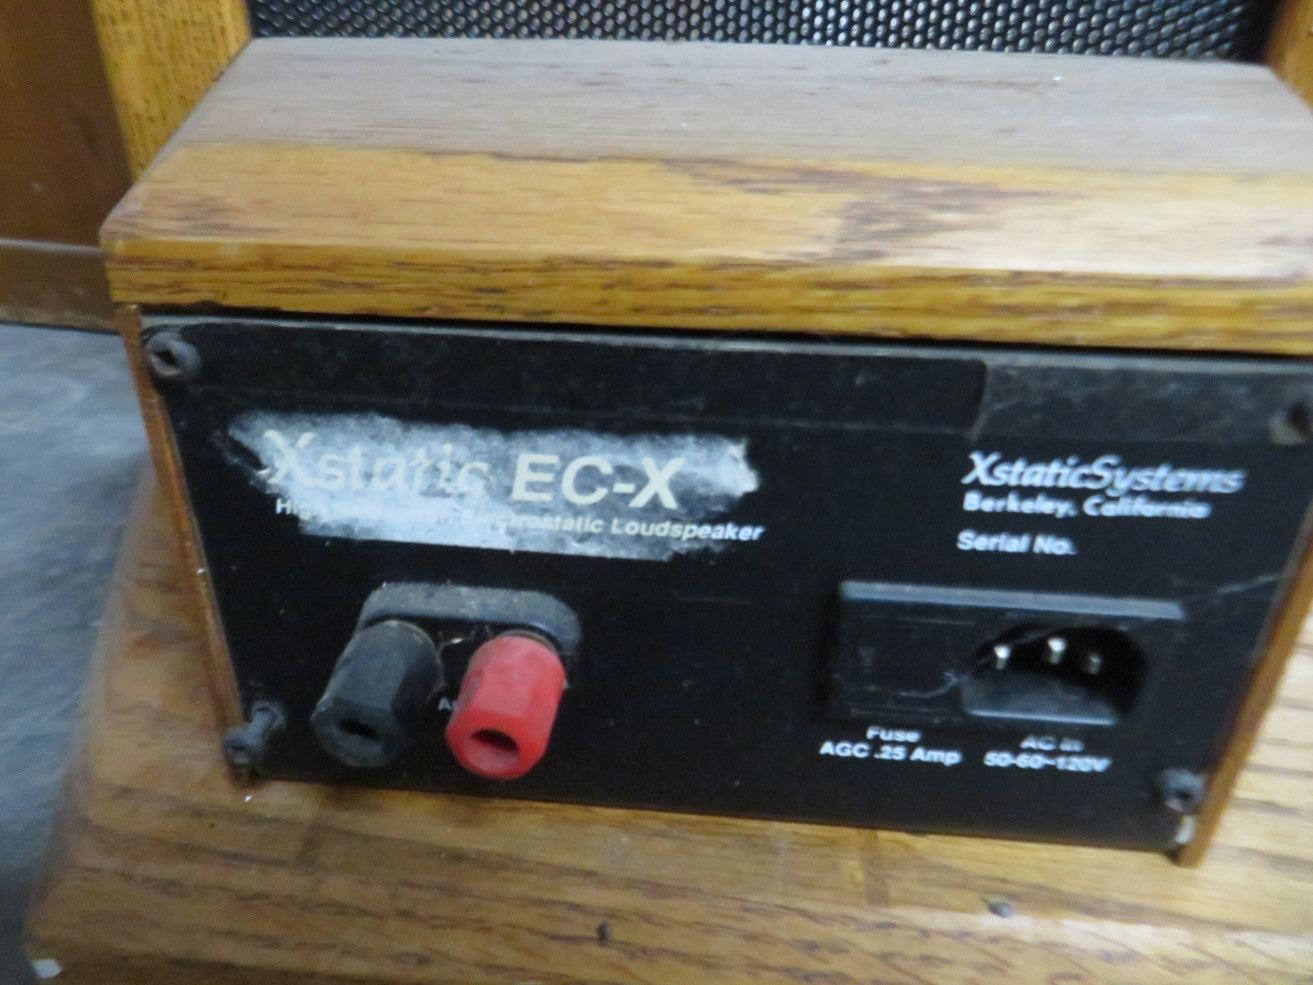 Xstatic EC-X
Electrostatic Loudspeaker
XstaticSystems
Berkeley, California
Serial No.
Fuse
AGC .25 Amp
AC in
50-60~120V